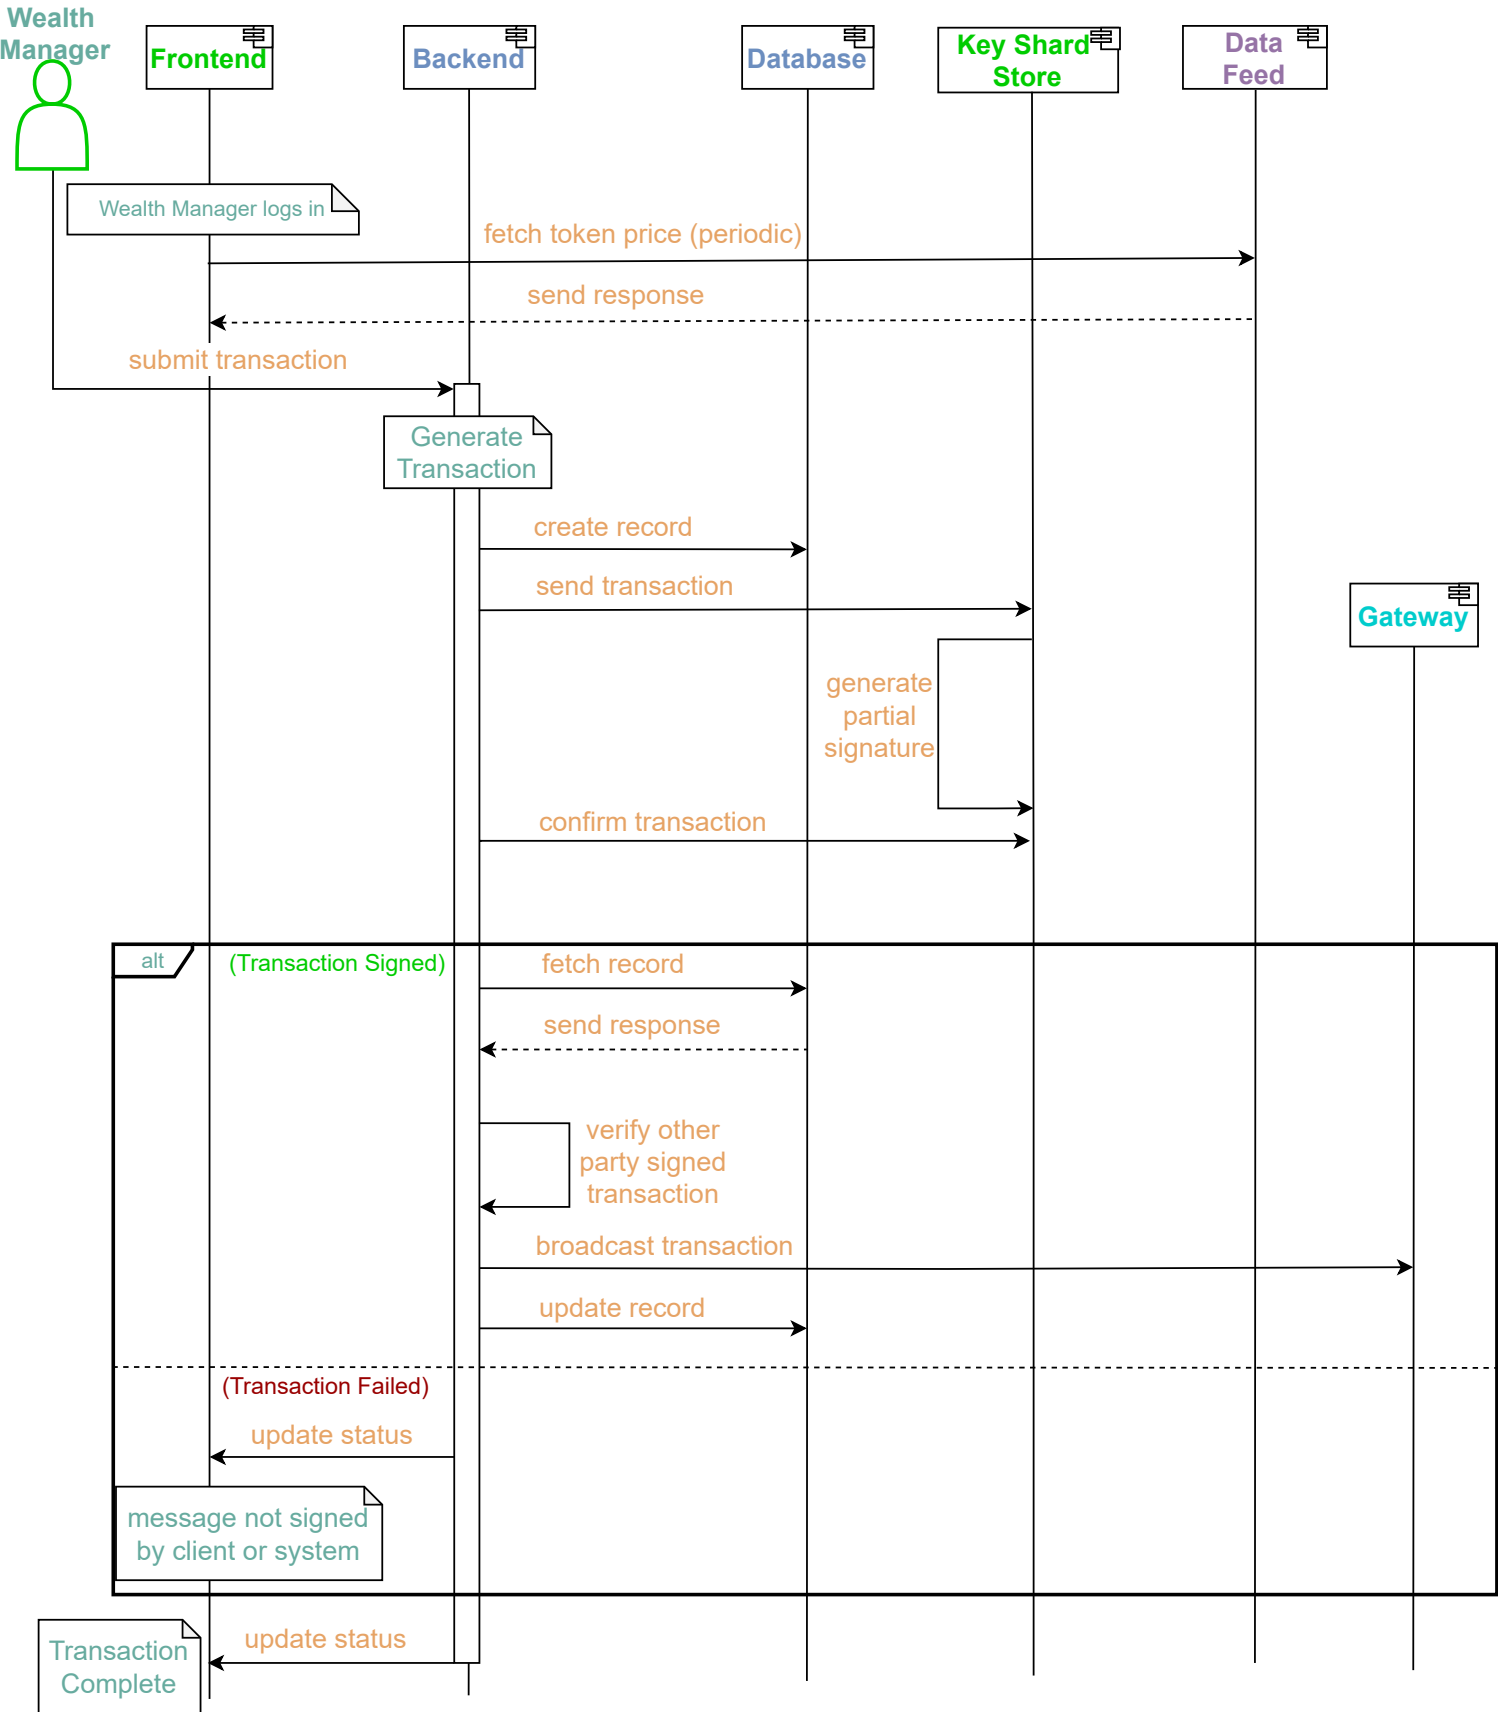 Wealth
Manager
Frontend
Backend
Database
Key Shard
Store
Data
Feed
Wealth Manager logs in
fetch token price (periodic)
send response
submit transaction
Generate
Transaction
create record
send transaction
Gateway
generate
partial
signature
confirm transaction
alt
(Transaction Signed)
fetch record
send response
verify other
party signed
transaction
broadcast transaction
update record
(Transaction Failed)
update status
message not signed
by client or system
update status
Transaction
Complete